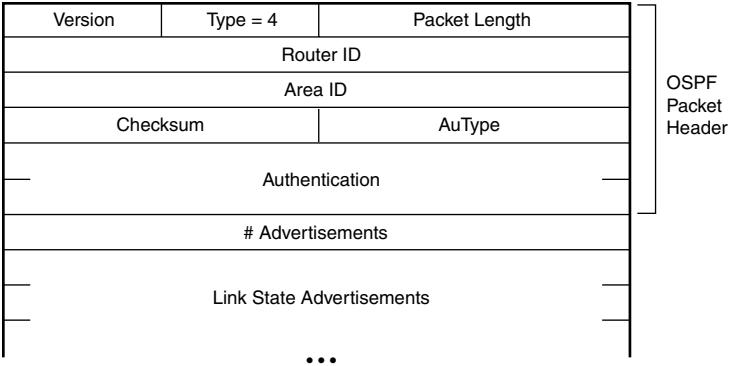 Version Type = 4 Packet Length
Router ID
Area ID
Checksum AuType
Authentication
# Advertisements
Link State Advertisements
•••
OSPF
Packet
Header